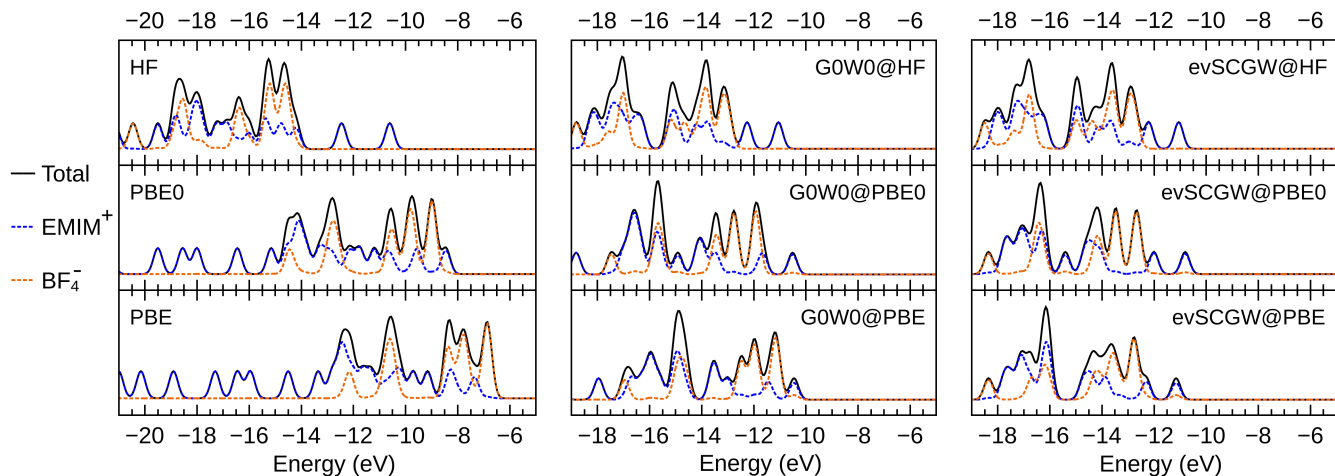 −20 −18 −16 −14 −12 −10 −8 −6
−18 −16 −14 −12 −10 −8 −6
−18 −16 −14 −12 −10 −8 −6
HF
G0W0@HF
evSCGW@HF
Total
EMIM+
BF4−
PBE0
G0W0@PBE0
evSCGW@PBE0
PBE
G0W0@PBE
evSCGW@PBE
−20 −18 −16 −14 −12 −10 −8 −6
−18 −16 −14 −12 −10 −8 −6
−18 −16 −14 −12 −10 −8 −6
Energy (eV)
Energy (eV)
Energy (eV)